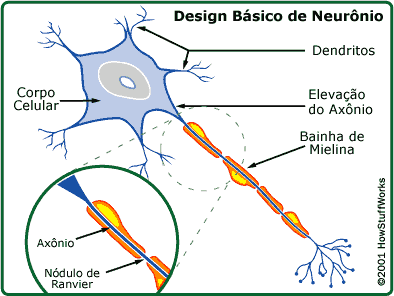 Design Básico de Neurônio
Dendritos
Corpo
Celular
Elevação
do Axônio
Bainha de
Mielina
Axônio
Nódulo de
Ranvier
©2001 HowStuffWorks